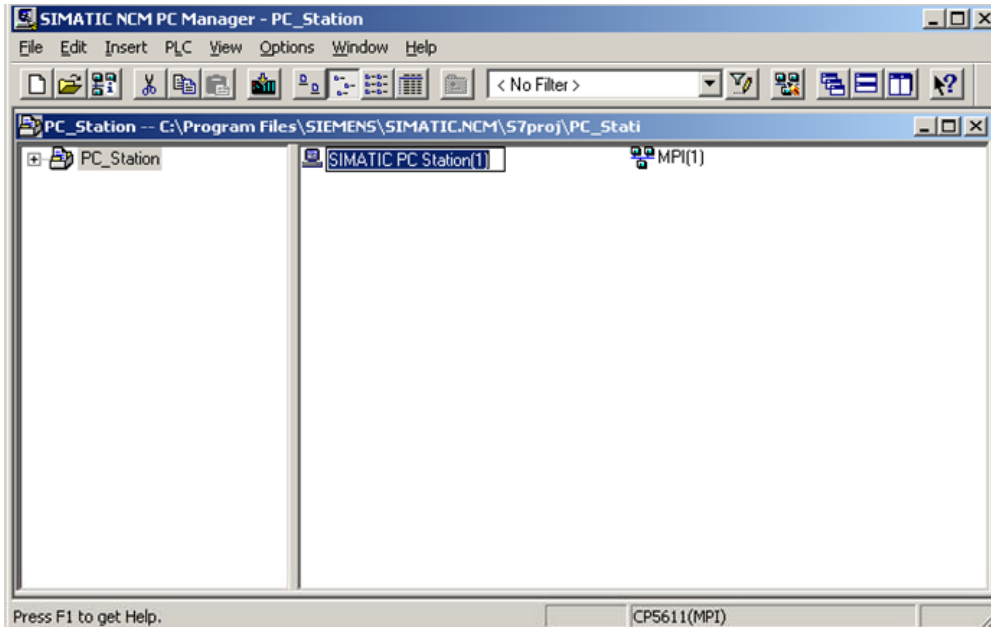 SIMATIC NCM PC Manager - PC_Station
File Edit Insert PLC View Options Window Help
< No Filter >
PC_Station -- C:\Program Files\SIEMENS\SIMATIC.NCM\S7proj\PC_Stati
PC_Station
SIMATIC PC Station(1)
MPI(1)
Press F1 to get Help.
CP5611(MPI)